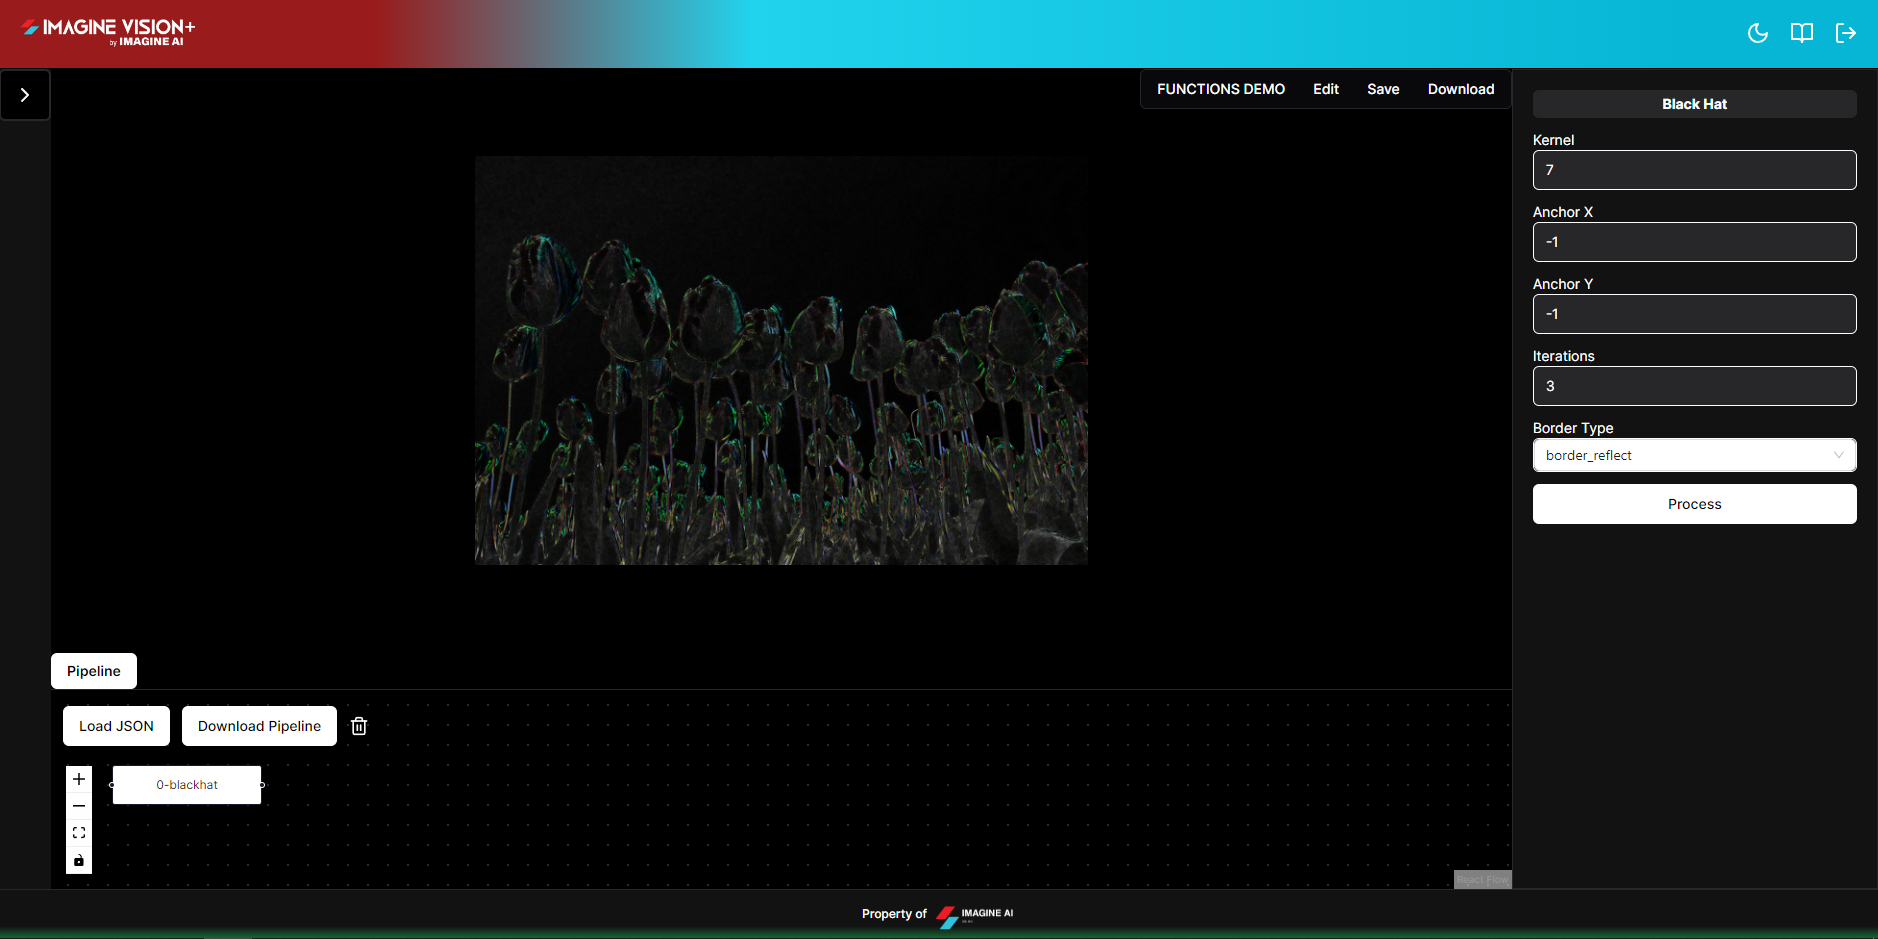 IMAGINE VISION+
by IMAGINE AI
FUNCTIONS DEMO Edit Save Download
Black Hat
Kernel
7
Anchor X
-1
Anchor Y
-1
Iterations
3
Border Type
border_reflect
Process
Pipeline
Load JSON Download Pipeline
0-blackhat
React Flow
Property of IMAGINE AI